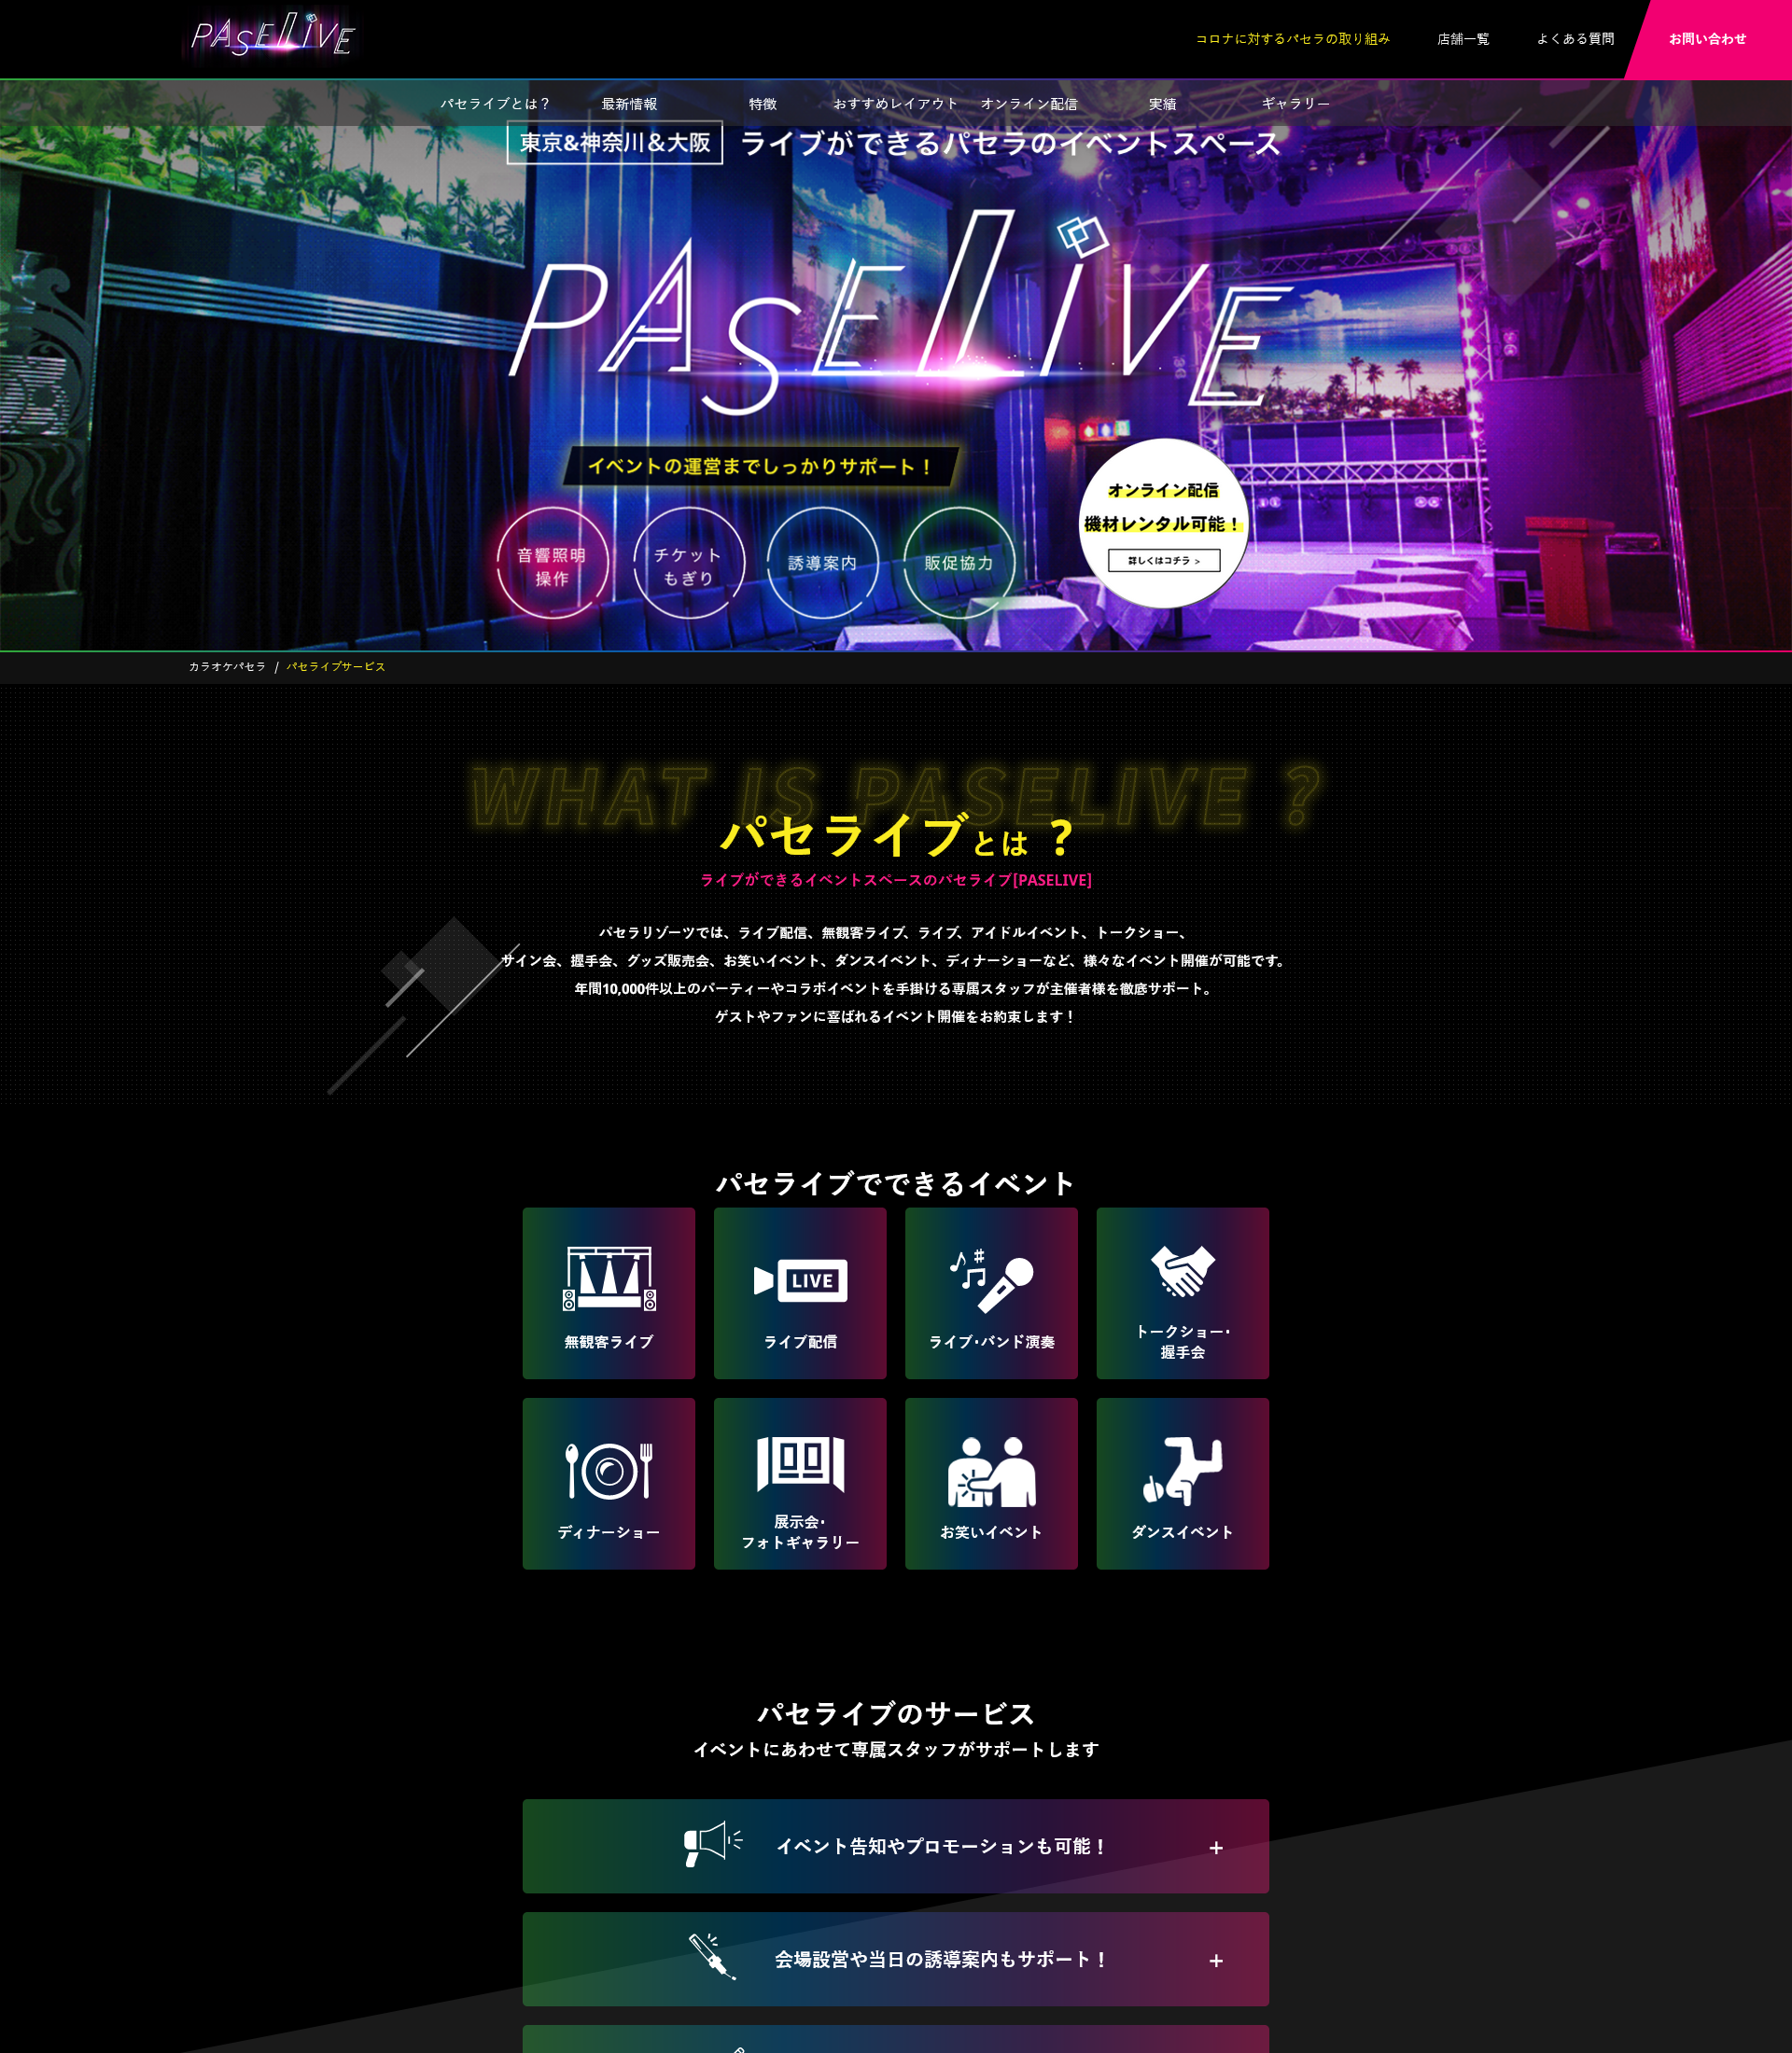 PASELIVE
コロナに対するパセラの取り組み
店舗一覧
よくある質問
お問い合わせ
パセライブとは？
最新情報
特徴
おすすめレイアウト
オンライン配信
実績
ギャラリー
東京&神奈川＆大阪
ライブができるパセラのイベントスペース
PASELIVE
イベントの運営までしっかりサポート！
音響照明
操作
チケット
もぎり
誘導案内
販促協力
オンライン配信
機材レンタル可能！
詳しくはコチラ >
カラオケパセラ / パセライブサービス
WHAT IS PASELIVE ?
パセライブとは ？
ライブができるイベントスペースのパセライブ[PASELIVE]
パセラリゾーツでは、ライブ配信、無観客ライブ、ライブ、アイドルイベント、トークショー、
サイン会、握手会、グッズ販売会、お笑いイベント、ダンスイベント、ディナーショーなど、様々なイベント開催が可能です。
年間10,000件以上のパーティーやコラボイベントを手掛ける専属スタッフが主催者様を徹底サポート。
ゲストやファンに喜ばれるイベント開催をお約束します！
パセライブでできるイベント
無観客ライブ
LIVE
ライブ配信
ライブ･バンド演奏
トークショー･
握手会
ディナーショー
展示会･
フォトギャラリー
お笑いイベント
ダンスイベント
パセライブのサービス
イベントにあわせて専属スタッフがサポートします
イベント告知やプロモーションも可能！
+
会場設営や当日の誘導案内もサポート！
+